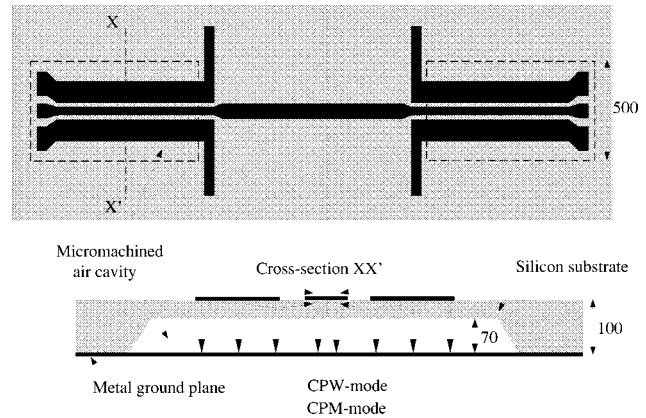 X
500
X'
Micromachined
air cavity
Cross-section XX'
Silicon substrate
70
100
Metal ground plane
CPW-mode
CPM-mode